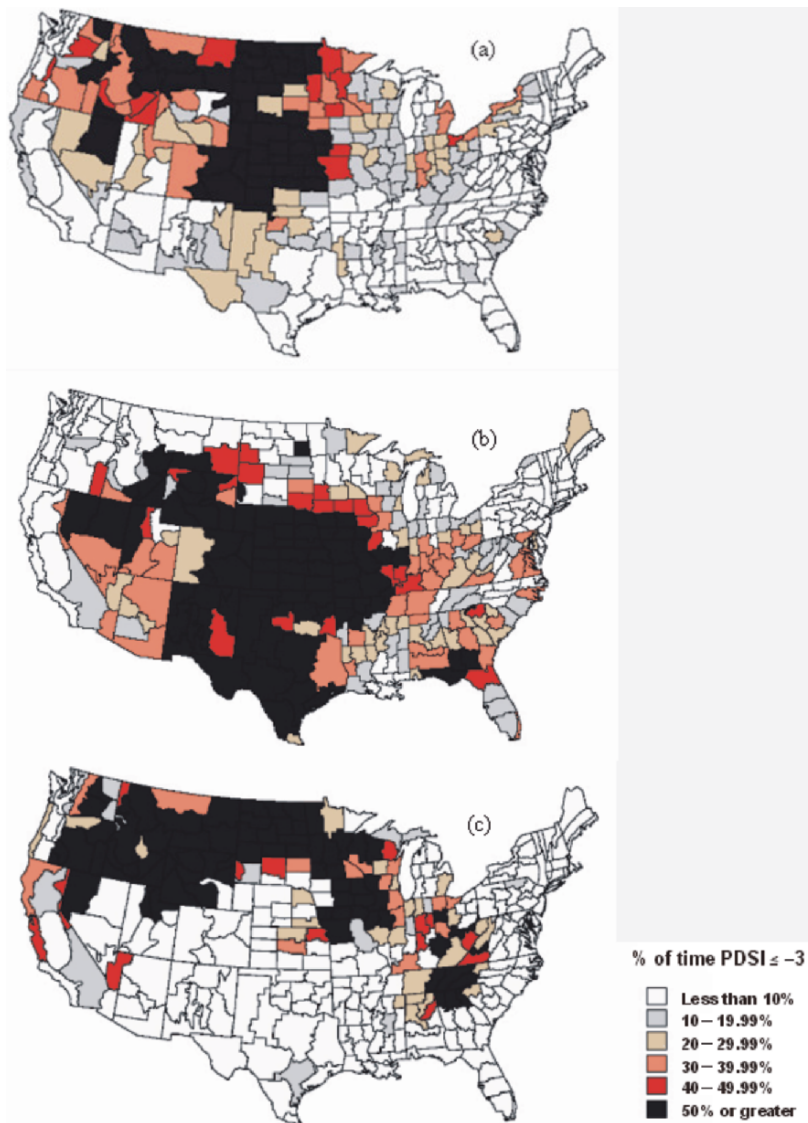 (a)
(b)
(c)
% of time PDSI ≤ –3
Less than 10%
10 – 19.99%
20 – 29.99%
30 – 39.99%
40 – 49.99%
50% or greater